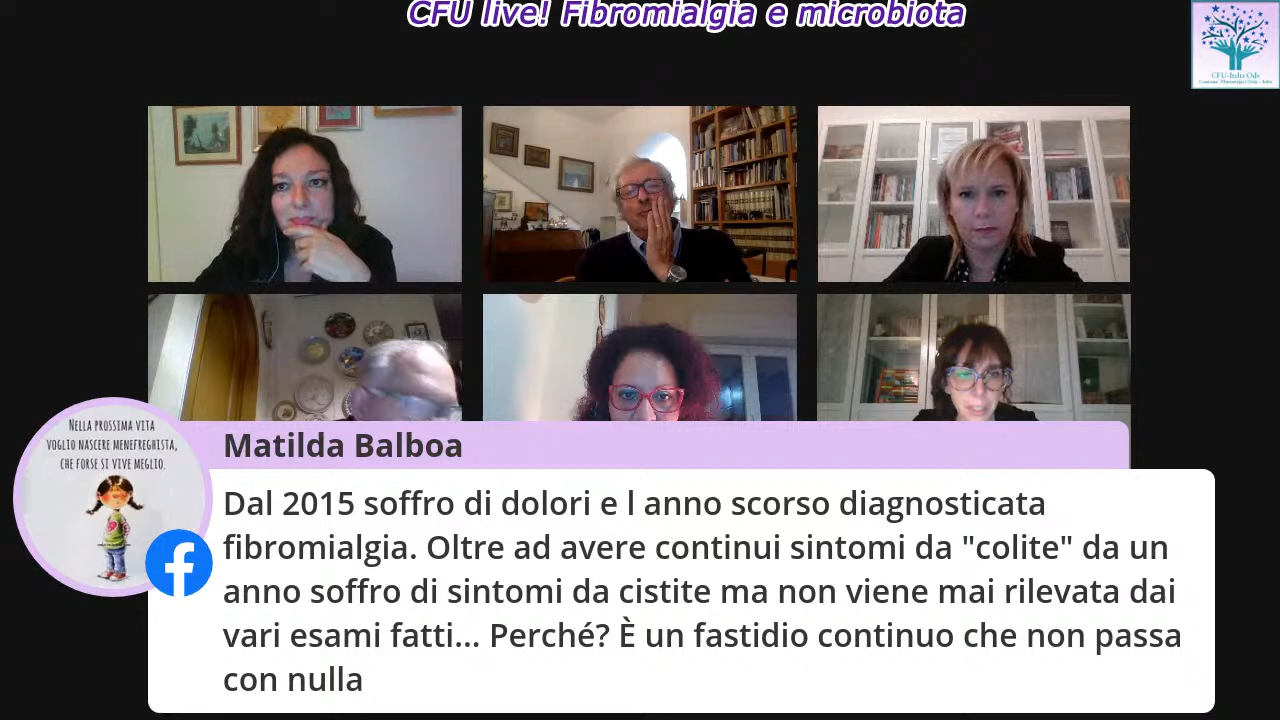 CFU live! Fibromialgia e microbiota
CFU-Italia Odv
NELLA PROSSIMA VITA
VOGLIO NASCERE MENEFREGHISTA,
CHE FORSE SI VIVE MEGLIO.
Matilda Balboa
Dal 2015 soffro di dolori e l anno scorso diagnosticata
fibromialgia. Oltre ad avere continui sintomi da "colite" da un
anno soffro di sintomi da cistite ma non viene mai rilevata dai
vari esami fatti... Perché? È un fastidio continuo che non passa
con nulla